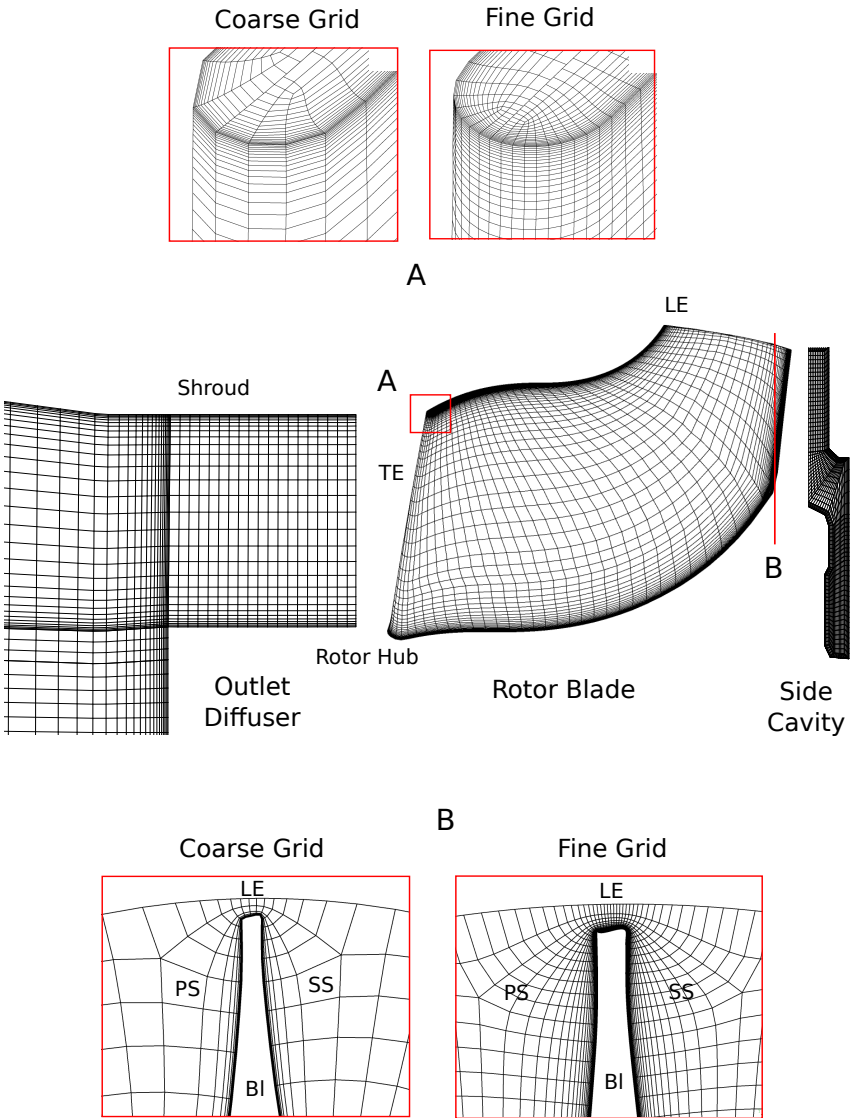 Coarse Grid
Fine Grid
A
LE
Shroud
A
TE
B
Rotor Hub
Outlet
Diffuser
Rotor Blade
Side
Cavity
B
Coarse Grid
Fine Grid
LE
LE
PS
SS
PS
SS
Bl
Bl